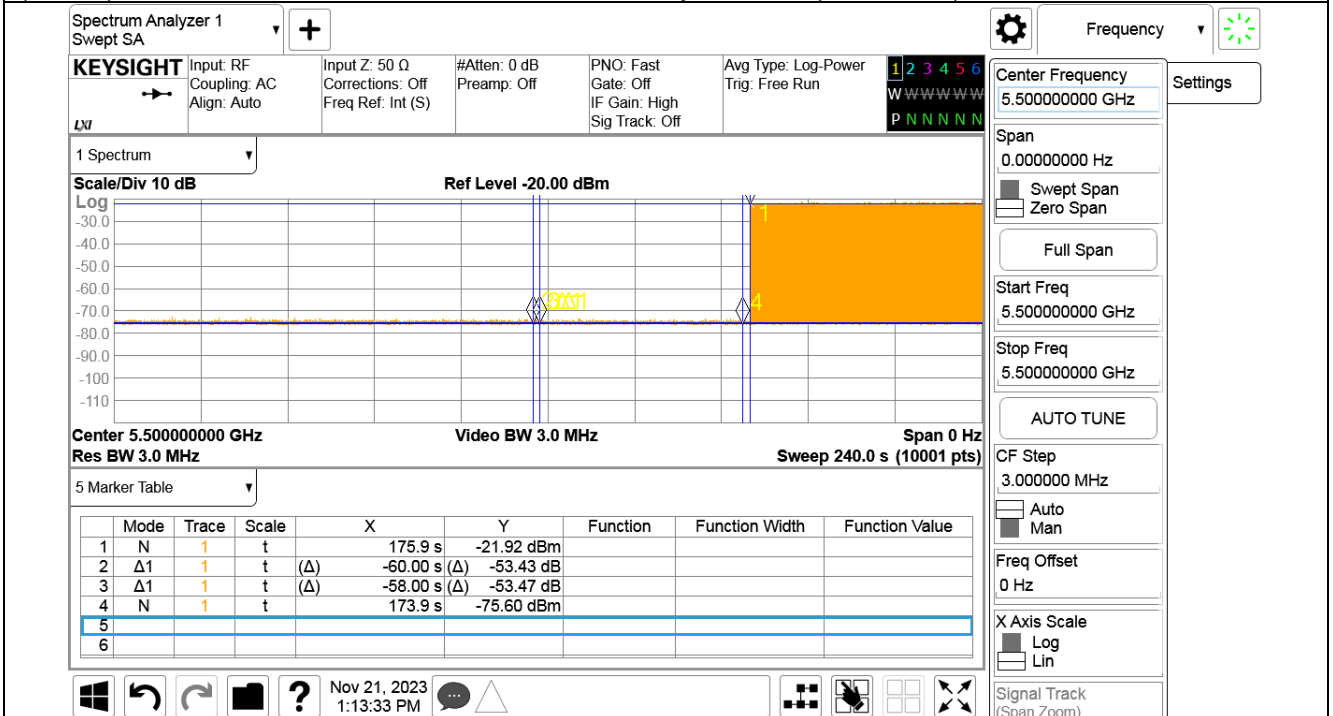 Spectrum Analyzer 1
Swept SA
Frequency
KEYSIGHT
LXI
Input: RF
Coupling: AC
Align: Auto
Input Z: 50 Ω
Corrections: Off
Freq Ref: Int (S)
#Atten: 0 dB
Preamp: Off
PNO: Fast
Gate: Off
IF Gain: High
Sig Track: Off
Avg Type: Log-Power
Trig: Free Run
1 2 3 4 5 6
W W W W W W
P N N N N N
Center Frequency
5.500000000 GHz
Settings
Span
0.00000000 Hz
Swept Span
Zero Span
Full Span
Start Freq
5.500000000 GHz
Stop Freq
5.500000000 GHz
AUTO TUNE
CF Step
3.000000 MHz
Auto
Man
Freq Offset
0 Hz
X Axis Scale
Log
Lin
Signal Track
(Span Zoom)
1 Spectrum
Scale/Div 10 dB
Ref Level -20.00 dBm
Log
-30.0
-40.0
-50.0
-60.0
-70.0
-80.0
-90.0
-100
-110
1
4
Center 5.500000000 GHz
Video BW 3.0 MHz
Span 0 Hz
Res BW 3.0 MHz
Sweep 240.0 s (10001 pts)
5 Marker Table
Mode Trace Scale X Y Function Function Width Function Value
1 N 1 t 175.9 s -21.92 dBm
2 Δ1 1 t (Δ) -60.00 s (Δ) -53.43 dB
3 Δ1 1 t (Δ) -58.00 s (Δ) -53.47 dB
4 N 1 t 173.9 s -75.60 dBm
5
6
?
Nov 21, 2023
1:13:33 PM